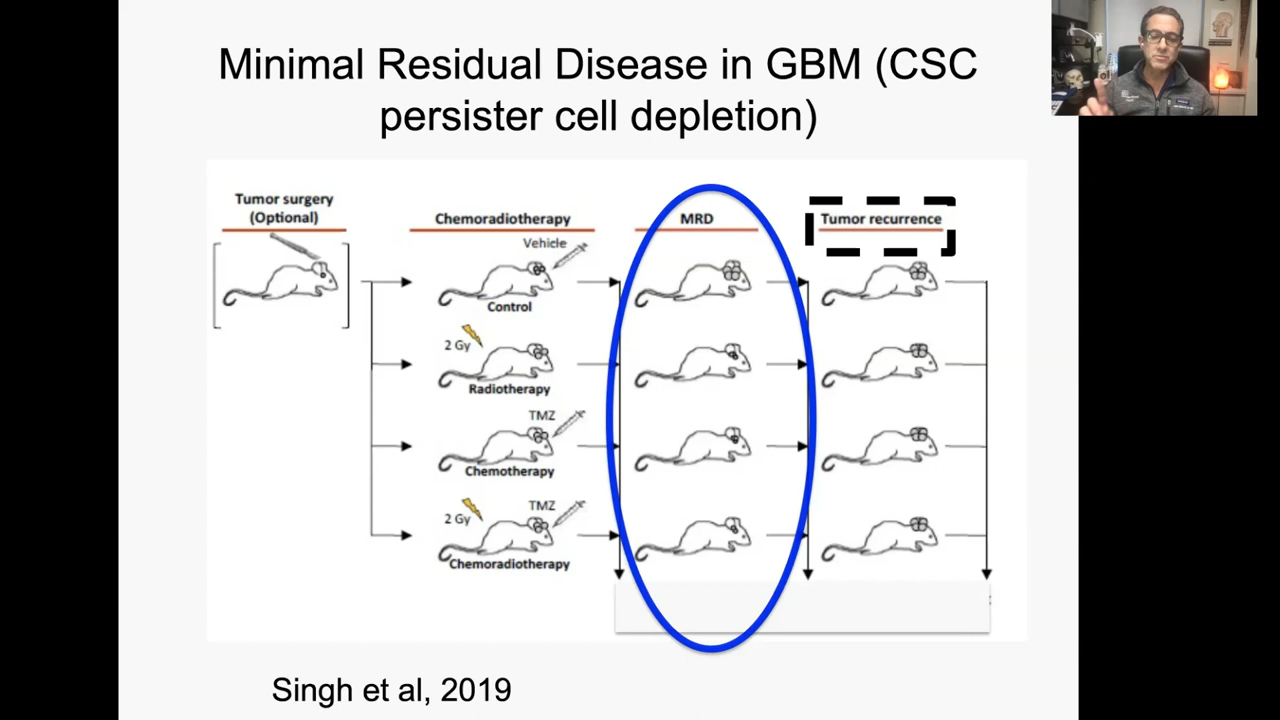 Minimal Residual Disease in GBM (CSC
persister cell depletion)
Tumor surgery
(Optional)
Chemoradiotherapy
MRD
Tumor recurrence
Vehicle
Control
2 Gy
Radiotherapy
TMZ
Chemotherapy
2 Gy
TMZ
Chemoradiotherapy
Singh et al, 2019